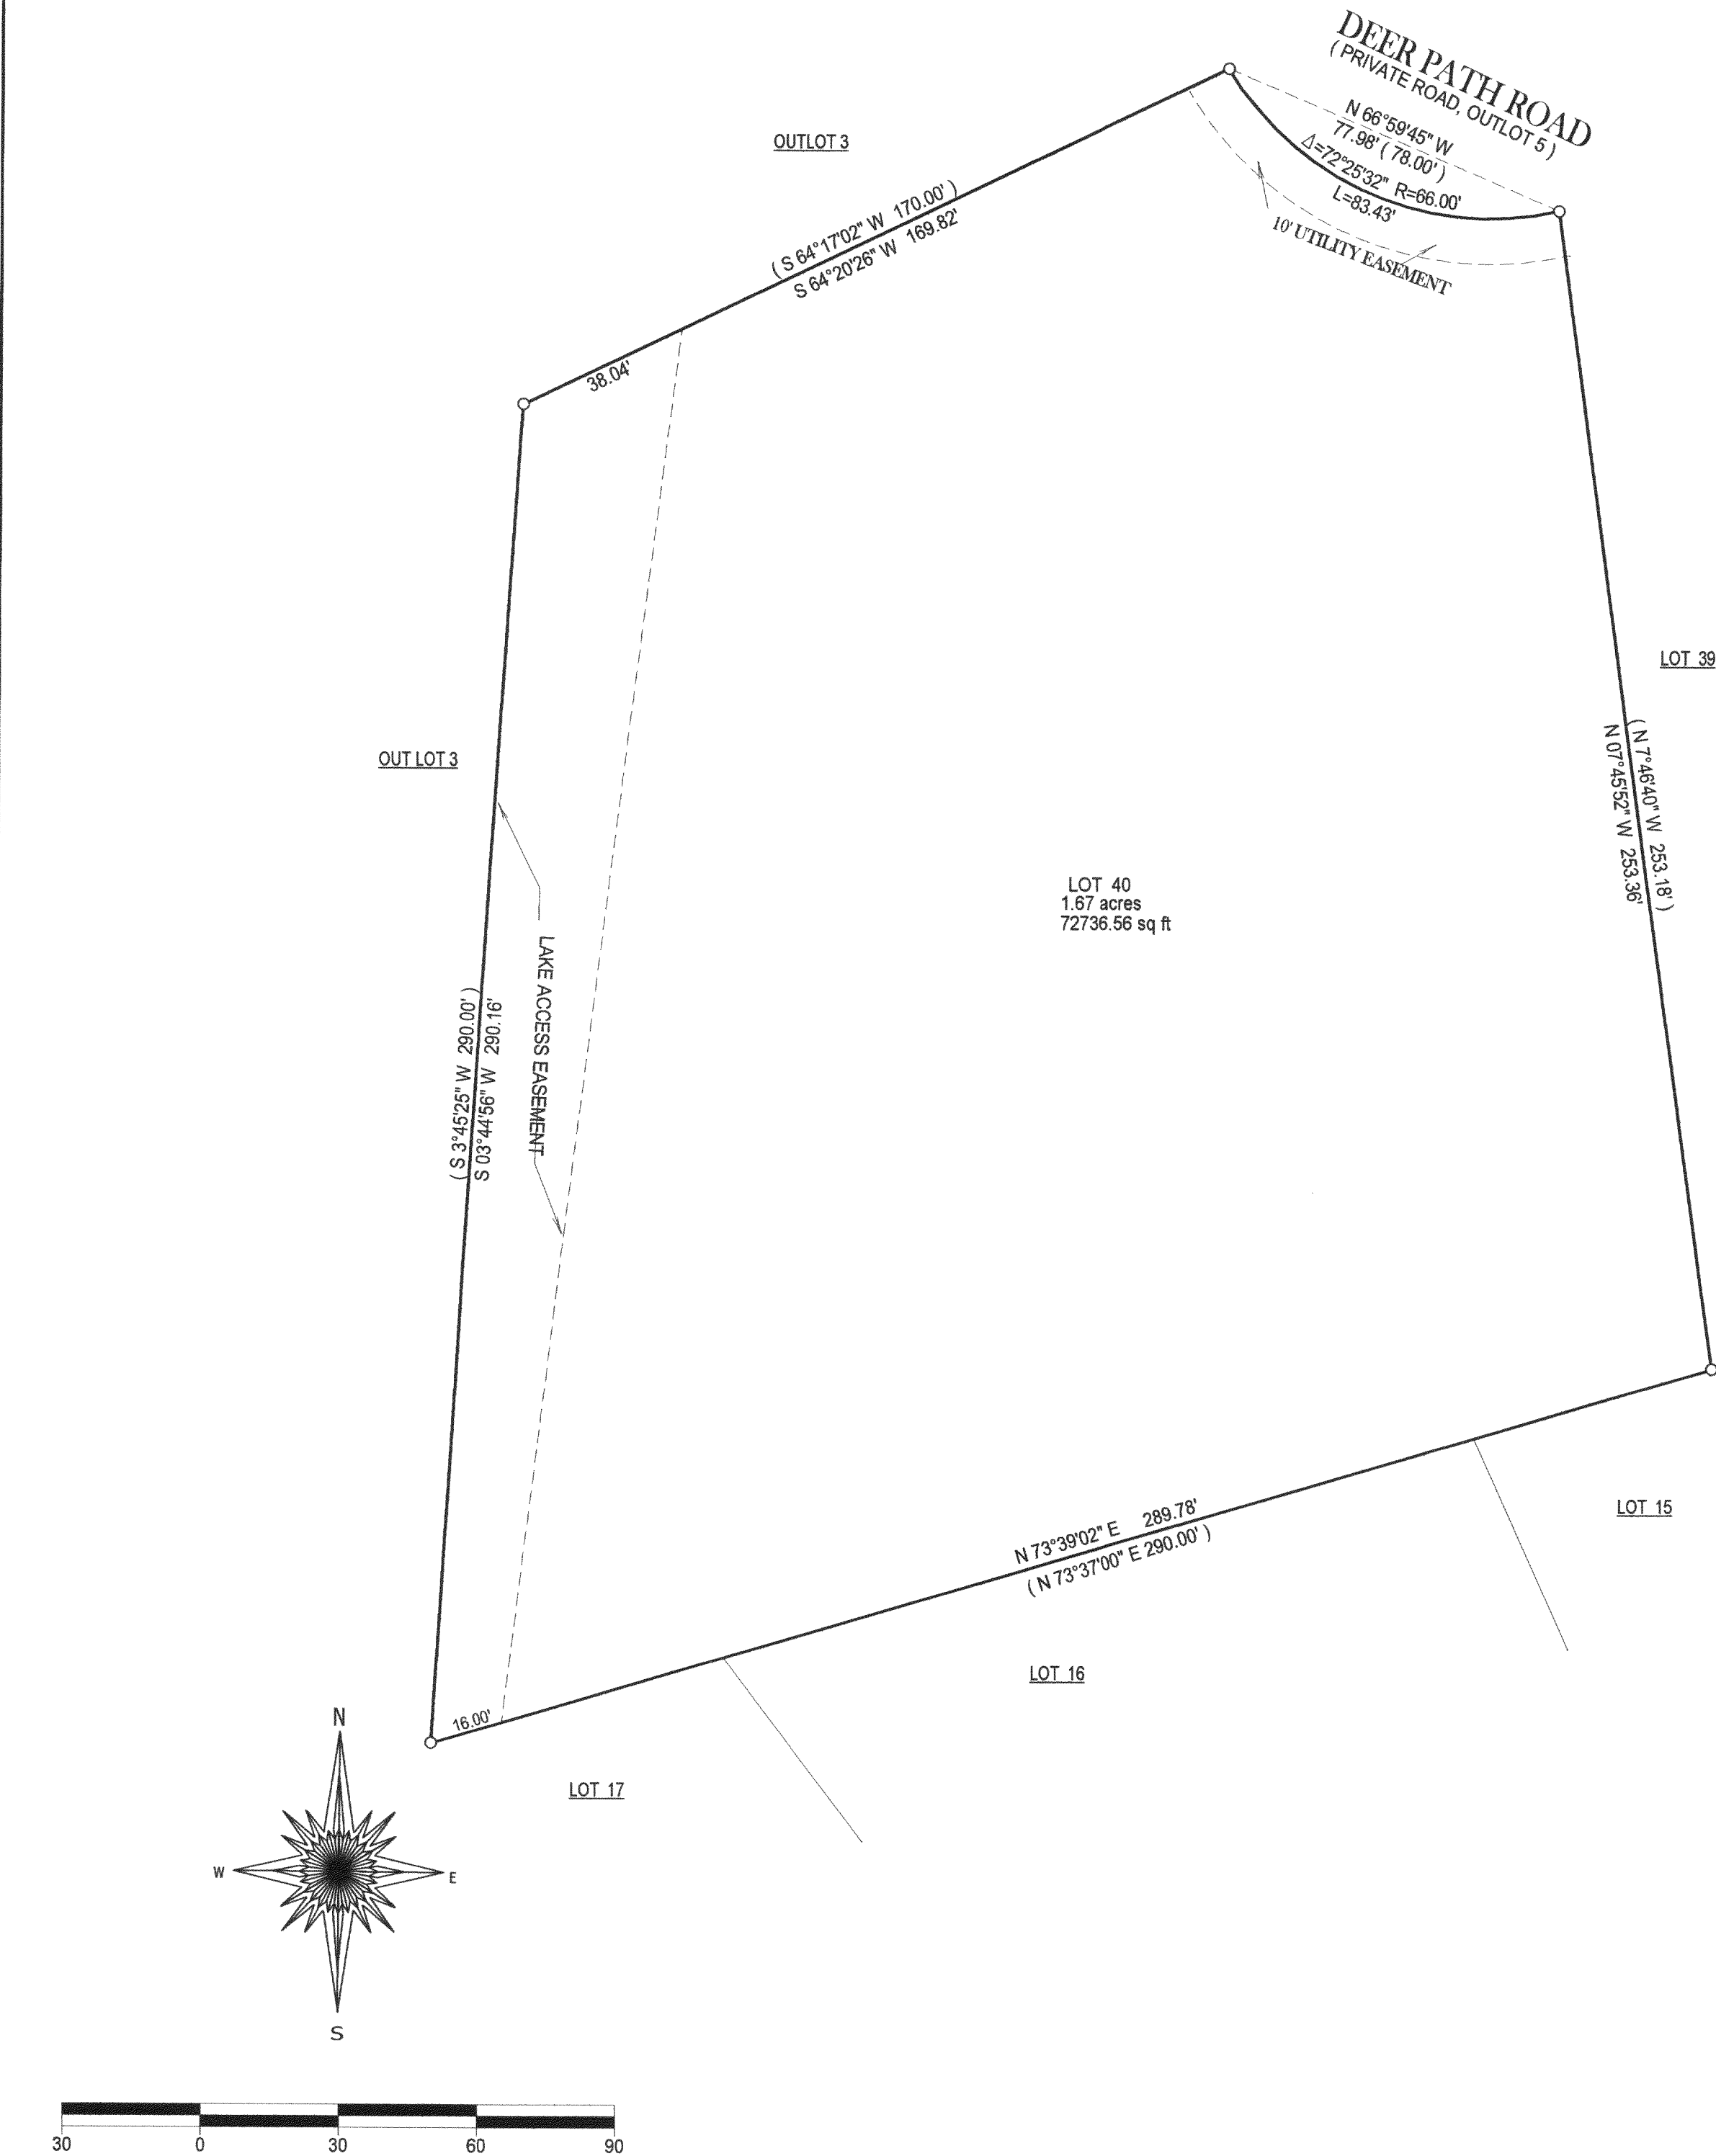 DEER PATH ROAD
( PRIVATE ROAD, OUTLOT 5 )
N 66°59'45" W
77.98' ( 78.00' )
Δ=72°25'32" R=66.00'
L=83.43'
10' UTILITY EASEMENT
OUTLOT 3
( S 64°17'02" W 170.00' )
S 64°20'26" W 169.82'
38.04'
LOT 39
( N 7°46'40" W 253.18' )
N 07°45'52" W 253.36'
OUT LOT 3
LOT 40
1.67 acres
72736.56 sq ft
LAKE ACCESS EASEMENT
( S 3°45'25" W 290.00' )
S 03°44'56" W 290.16'
N 73°39'02" E 289.78'
( N 73°37'00" E 290.00' )
LOT 15
LOT 16
16.00'
LOT 17
N
W
E
S
30 0 30 60 90